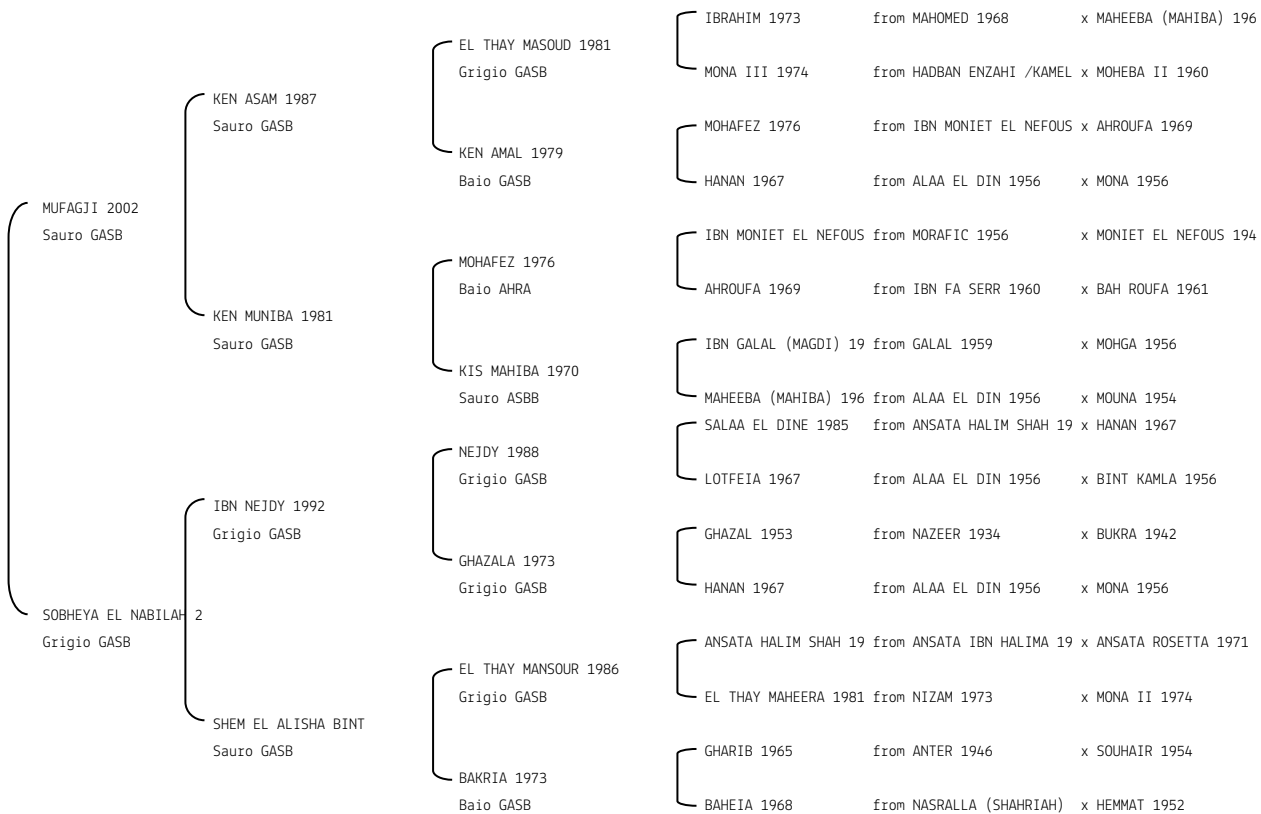 IBRAHIM 1973 from MAHOMED 1968 x MAHEEBA (MAHIBA) 196
EL THAY MASOUD 1981
Grigio GASB
MONA III 1974 from HADBAN ENZAHI /KAMEL x MOHEBA II 1960
KEN ASAM 1987
Sauro GASB
MOHAFEZ 1976 from IBN MONIET EL NEFOUS x AHROUFA 1969
KEN AMAL 1979
Baio GASB
HANAN 1967 from ALAA EL DIN 1956 x MONA 1956
MUFAGJI 2002
Sauro GASB
IBN MONIET EL NEFOUS from MORAFIC 1956 x MONIET EL NEFOUS 194
MOHAFEZ 1976
Baio AHRA
AHROUFA 1969 from IBN FA SERR 1960 x BAH ROUFA 1961
KEN MUNIBA 1981
Sauro GASB
IBN GALAL (MAGDI) 19 from GALAL 1959 x MOHGA 1956
KIS MAHIBA 1970
Sauro ASBB
MAHEEBA (MAHIBA) 196 from ALAA EL DIN 1956 x MOUNA 1954
SALAA EL DINE 1985 from ANSATA HALIM SHAH 19 x HANAN 1967
NEJDY 1988
Grigio GASB
LOTFEIA 1967 from ALAA EL DIN 1956 x BINT KAMLA 1956
IBN NEJDY 1992
Grigio GASB
GHAZAL 1953 from NAZEER 1934 x BUKRA 1942
GHAZALA 1973
Grigio GASB
HANAN 1967 from ALAA EL DIN 1956 x MONA 1956
SOBHEYA EL NABILAH 2
Grigio GASB
ANSATA HALIM SHAH 19 from ANSATA IBN HALIMA 19 x ANSATA ROSETTA 1971
EL THAY MANSOUR 1986
Grigio GASB
EL THAY MAHEERA 1981 from NIZAM 1973 x MONA II 1974
SHEM EL ALISHA BINT
Sauro GASB
GHARIB 1965 from ANTER 1946 x SOUHAIR 1954
BAKRIA 1973
Baio GASB
BAHEIA 1968 from NASRALLA (SHAHRIAH) x HEMMAT 1952